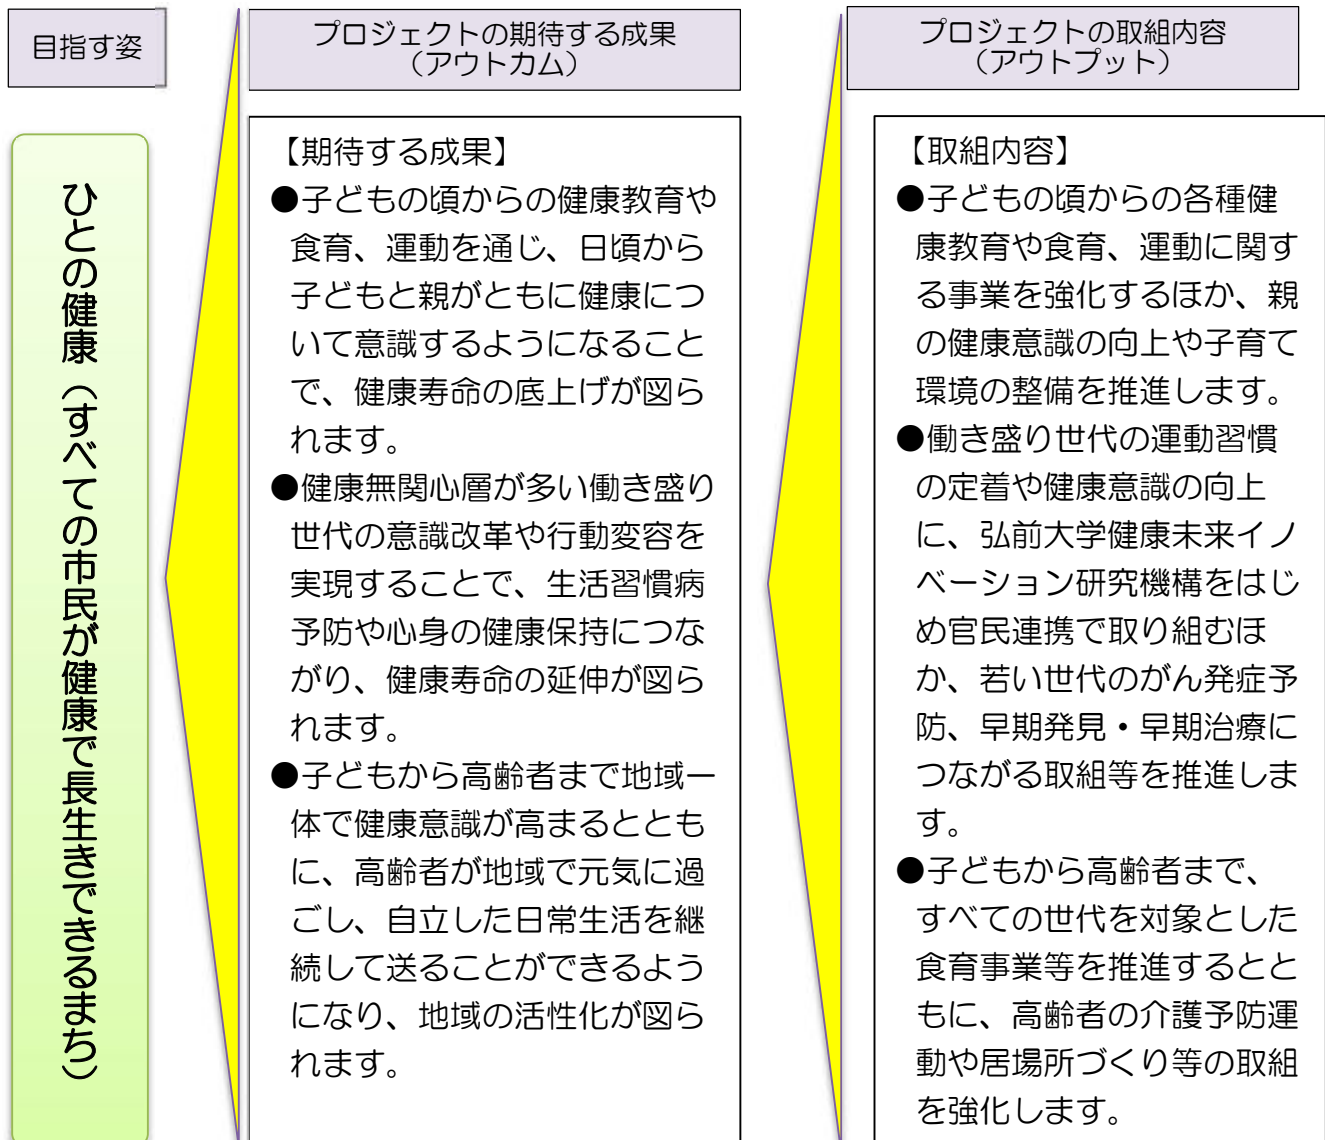 目指す姿
プロジェクトの期待する成果
（アウトカム）
プロジェクトの取組内容
（アウトプット）
ひとの健康（すべての市民が健康で長生きできるまち）
【期待する成果】
●子どもの頃からの健康教育や
食育、運動を通じ、日頃から
子どもと親がともに健康につ
いて意識するようになること
で、健康寿命の底上げが図ら
れます。
●健康無関心層が多い働き盛り
世代の意識改革や行動変容を
実現することで、生活習慣病
予防や心身の健康保持につな
がり、健康寿命の延伸が図ら
れます。
●子どもから高齢者まで地域一
体で健康意識が高まるととも
に、高齢者が地域で元気に過
ごし、自立した日常生活を継
続して送ることができるよう
になり、地域の活性化が図ら
れます。
【取組内容】
●子どもの頃からの各種健
康教育や食育、運動に関す
る事業を強化するほか、親
の健康意識の向上や子育て
環境の整備を推進します。
●働き盛り世代の運動習慣
の定着や健康意識の向上
に、弘前大学健康未来イノ
ベーション研究機構をはじ
め官民連携で取り組むほ
か、若い世代のがん発症予
防、早期発見・早期治療に
つながる取組等を推進しま
す。
●子どもから高齢者まで、
すべての世代を対象とした
食育事業等を推進するとと
もに、高齢者の介護予防運
動や居場所づくり等の取組
を強化します。